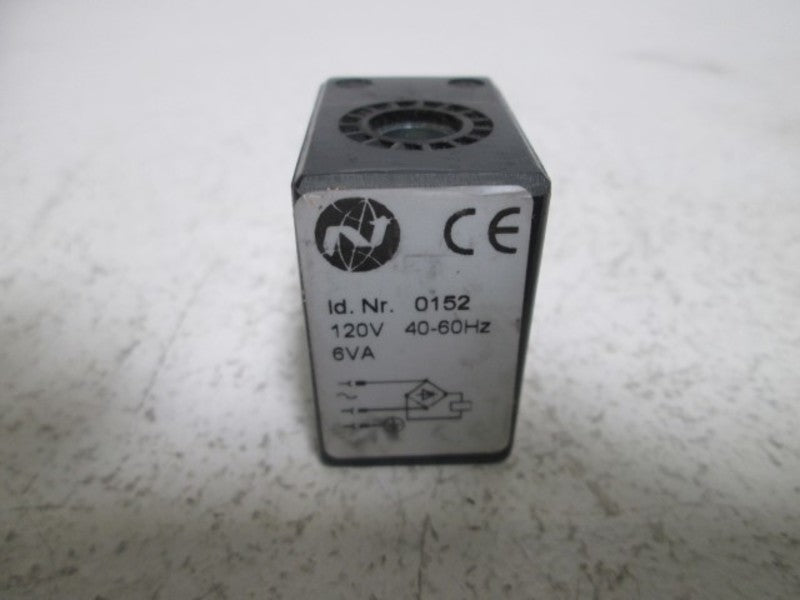 N CE
Id. Nr. 0152
120V 40-60Hz
6VA